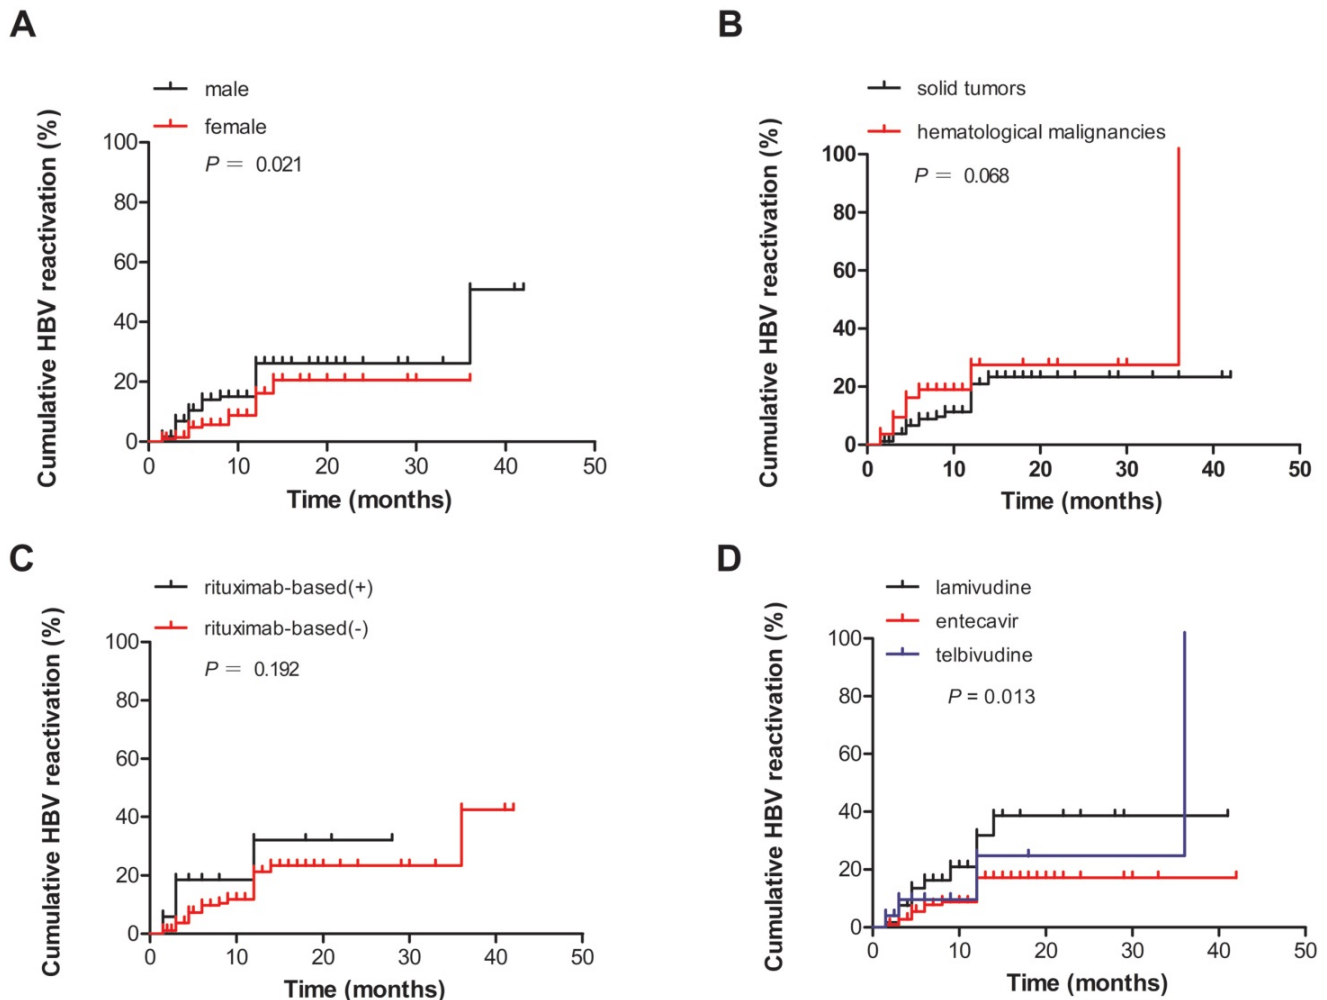 A
male
female
P = 0.021
Cumulative HBV reactivation (%)
100
80
60
40
20
0
0 10 20 30 40 50
Time (months)
B
solid tumors
hematological malignancies
P = 0.068
Cumulative HBV reactivation (%)
100
80
60
40
20
0
0 10 20 30 40 50
Time (months)
C
rituximab-based(+)
rituximab-based(-)
P = 0.192
Cumulative HBV reactivation (%)
100
80
60
40
20
0
0 10 20 30 40 50
Time (months)
D
lamivudine
entecavir
telbivudine
P = 0.013
Cumulative HBV reactivation (%)
100
80
60
40
20
0
0 10 20 30 40 50
Time (months)